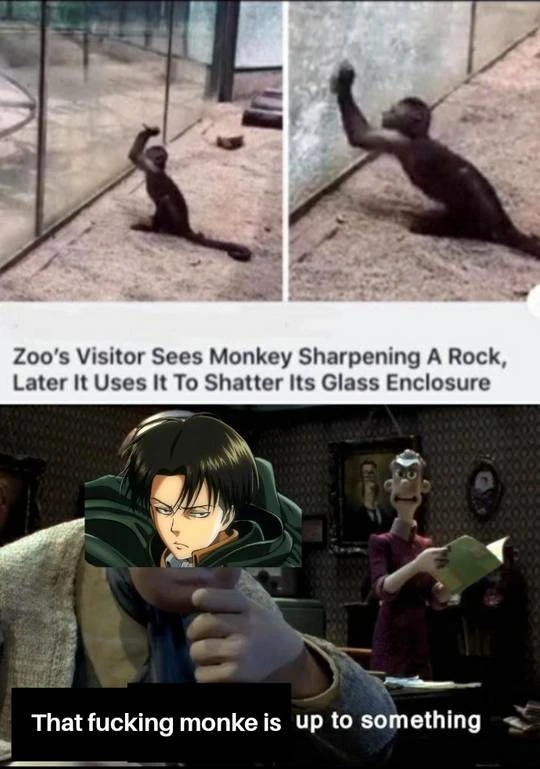 Zoo's Visitor Sees Monkey Sharpening A Rock,
Later It Uses It To Shatter Its Glass Enclosure
That fucking monke is up to something